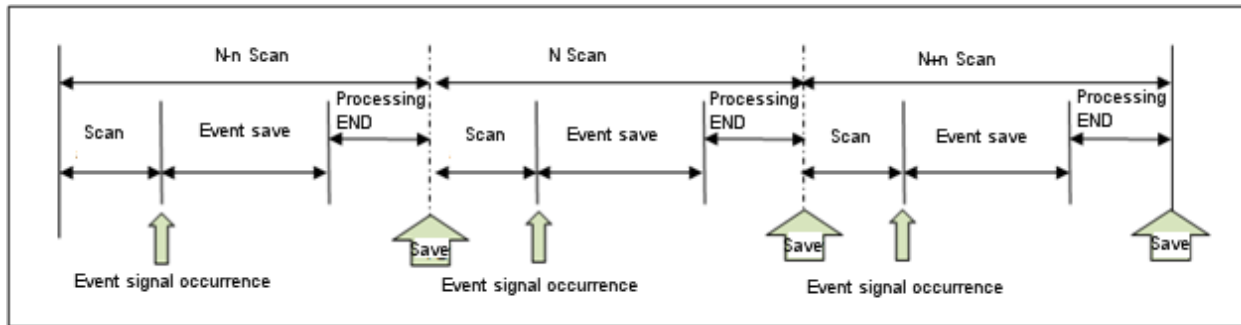 N-n Scan
N Scan
N+n Scan
Processing
END
Processing
END
Processing
END
Scan
Event save
Scan
Event save
Scan
Event save
Save
Save
Save
Event signal occurrence
Event signal occurrence
Event signal occurrence